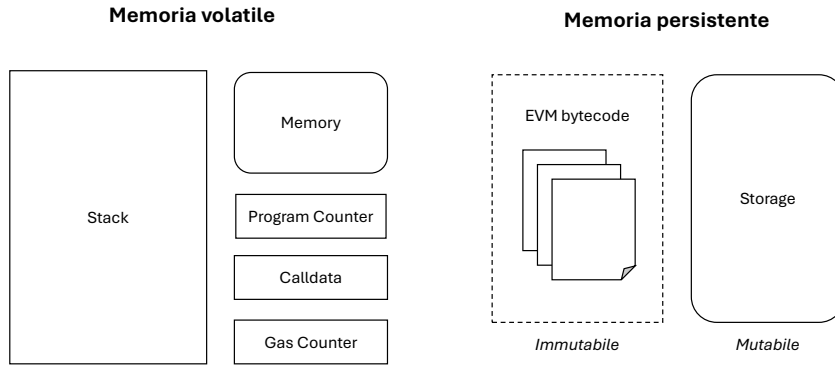 Memoria volatile
Memoria persistente
Stack
Memory
Program Counter
Calldata
Gas Counter
EVM bytecode
Storage
Immutabile
Mutabile